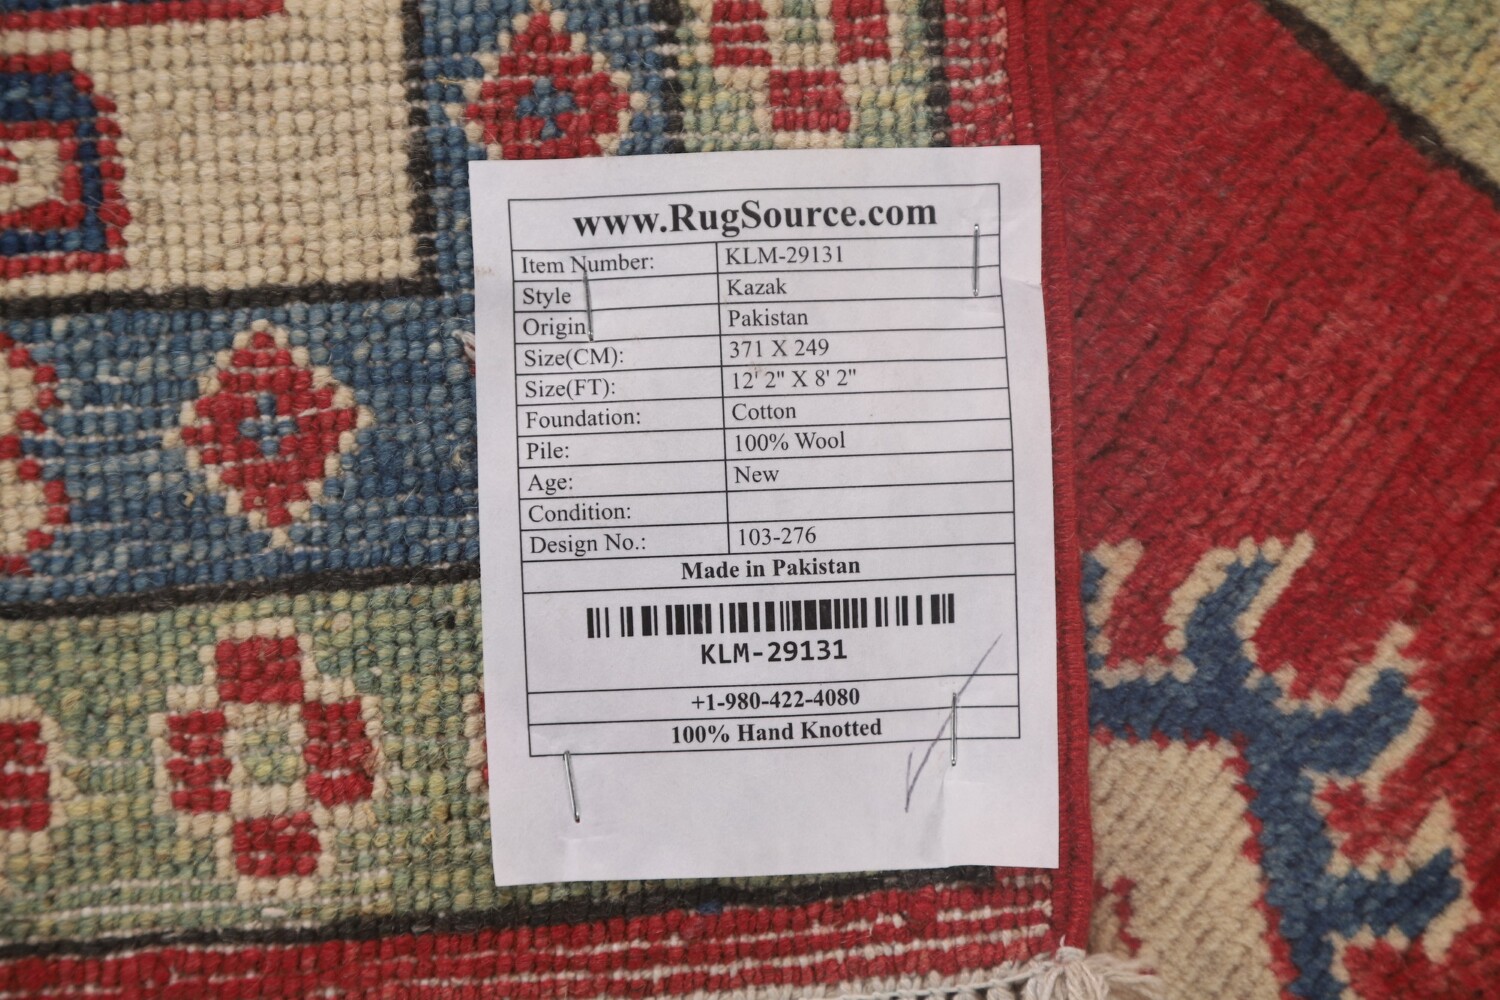 www.RugSource.com
Item Number: KLM-29131
Style Kazak
Origin Pakistan
Size(CM): 371 X 249
Size(FT): 12' 2" X 8' 2"
Foundation: Cotton
Pile: 100% Wool
Age: New
Condition:
Design No.: 103-276
Made in Pakistan
KLM-29131
+1-980-422-4080
100% Hand Knotted